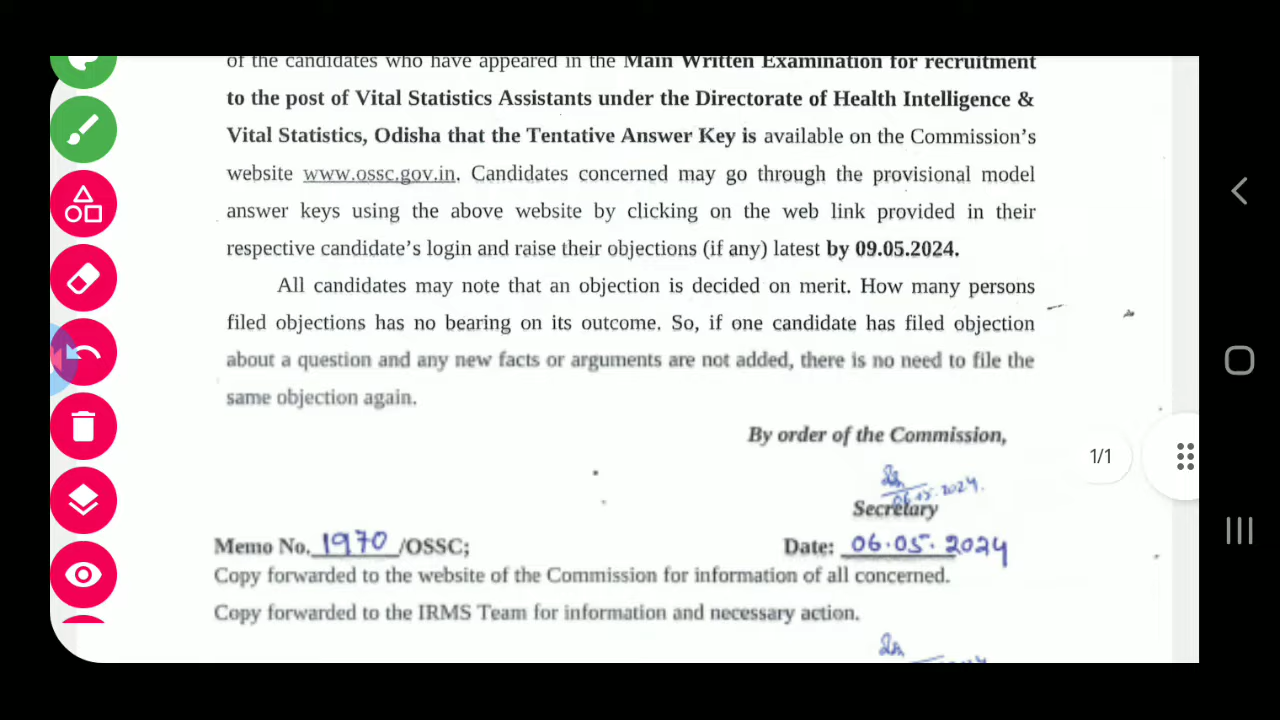 of the candidates who have appeared in the Main Written Examination for recruitment
to the post of Vital Statistics Assistants under the Directorate of Health Intelligence &
Vital Statistics, Odisha that the Tentative Answer Key is available on the Commission's
website www.ossc.gov.in. Candidates concerned may go through the provisional model
answer keys using the above website by clicking on the web link provided in their
respective candidate's login and raise their objections (if any) latest by 09.05.2024.
All candidates may note that an objection is decided on merit. How many persons
filed objections has no bearing on its outcome. So, if one candidate has filed objection
about a question and any new facts or arguments are not added, there is no need to file the
same objection again.
By order of the Commission,
1/1
06.05.2024.
Secretary
Memo No. 1970 /OSSC; Date: 06.05.2024
Copy forwarded to the website of the Commission for information of all concerned.
Copy forwarded to the IRMS Team for information and necessary action.